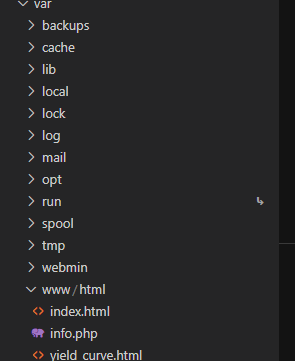 var
backups
cache
lib
local
lock
log
mail
opt
run
spool
tmp
webmin
www/html
index.html
info.php
yield_curve.html